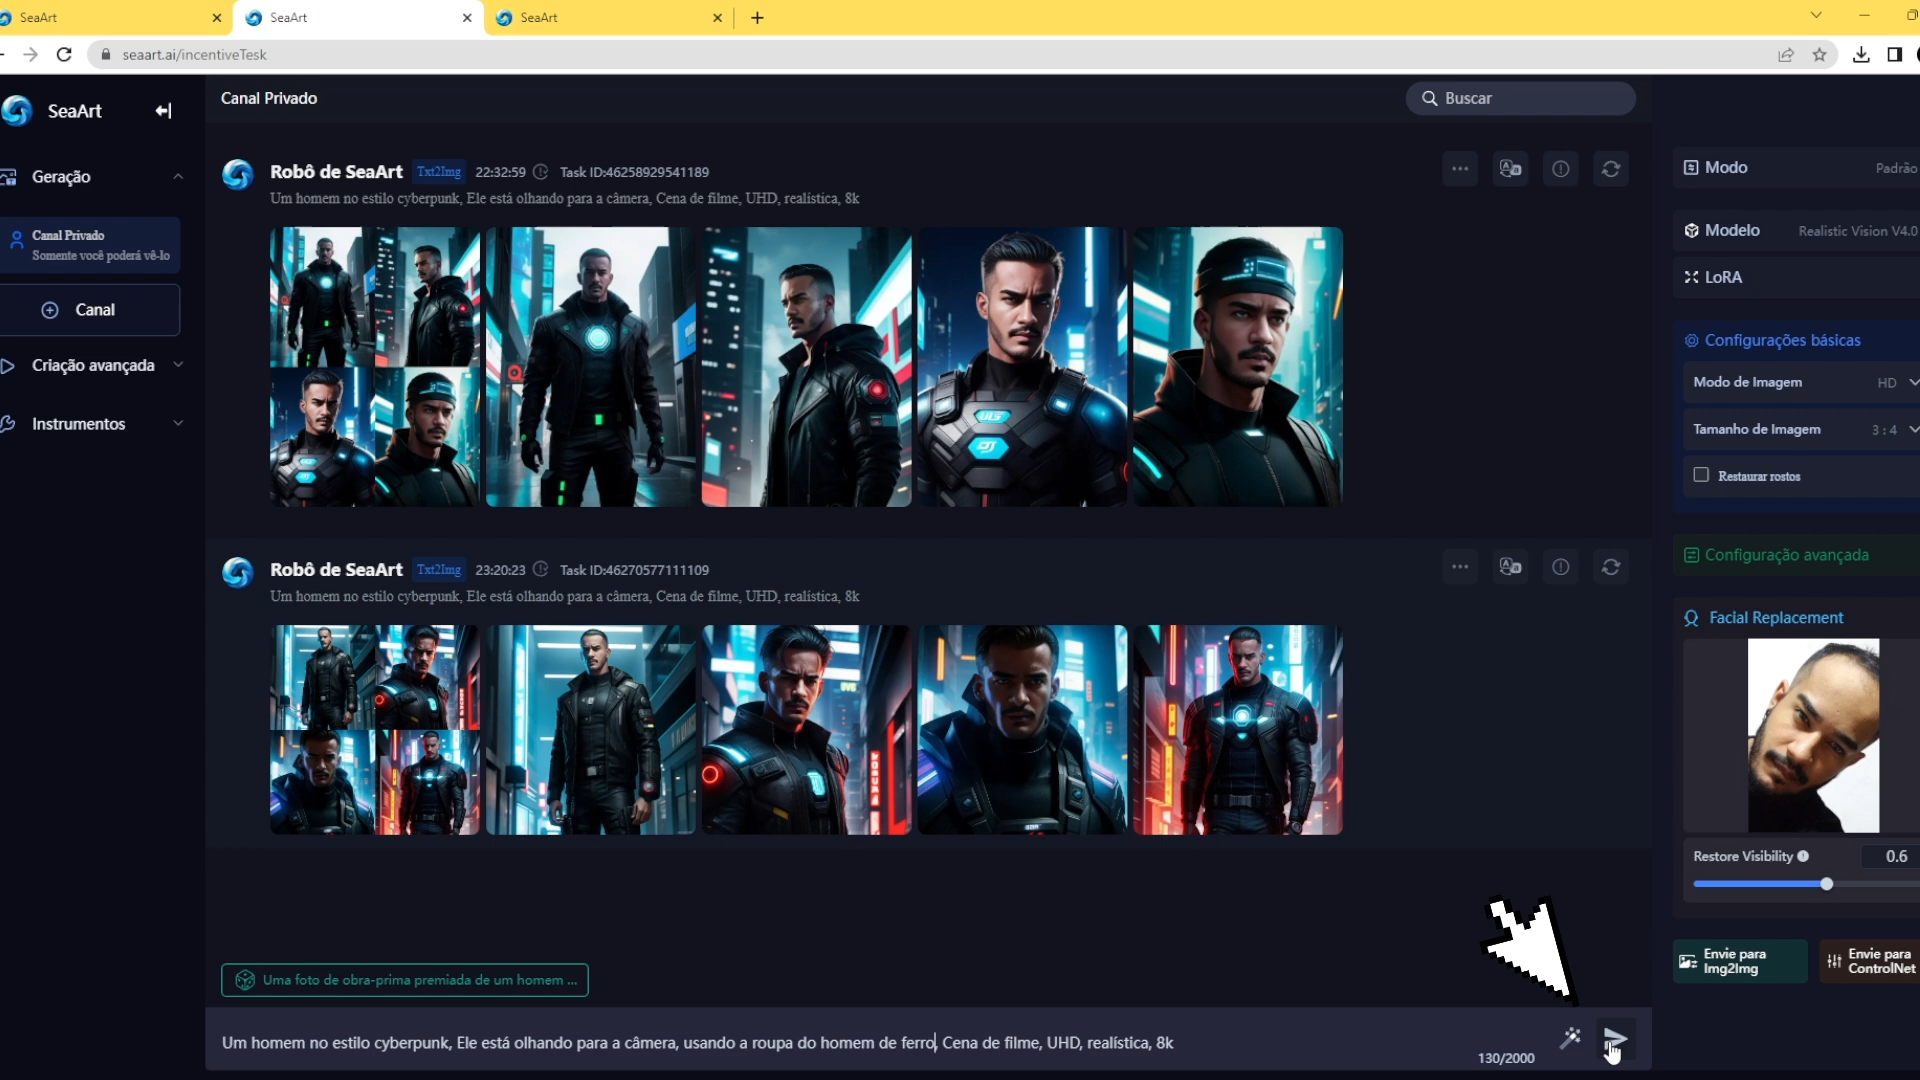 SeaArt
SeaArt
SeaArt
seaart.ai/incentiveTesk
SeaArt
Canal Privado
Buscar
Geração
Canal Privado
Somente você poderá vê-lo
Canal
Criação avançada
Instrumentos
Robô de SeaArt Txt2Img 22:32:59 Task ID:46258929541189
Um homem no estilo cyberpunk, Ele está olhando para a câmera, Cena de filme, UHD, realística, 8k
Robô de SeaArt Txt2Img 23:20:23 Task ID:46270577111109
Um homem no estilo cyberpunk, Ele está olhando para a câmera, Cena de filme, UHD, realística, 8k
Uma foto de obra-prima premiada de um homem ...
Um homem no estilo cyberpunk, Ele está olhando para a câmera, usando a roupa do homem de ferro, Cena de filme, UHD, realística, 8k
130/2000
Modo Padrão
Modelo Realistic Vision V4.0
LoRA
Configurações básicas
Modo de Imagem HD
Tamanho de Imagem 3 : 4
Restaurar rostos
Configuração avançada
Facial Replacement
Restore Visibility 0.6
Envie para
Img2Img
Envie para
ControlNet